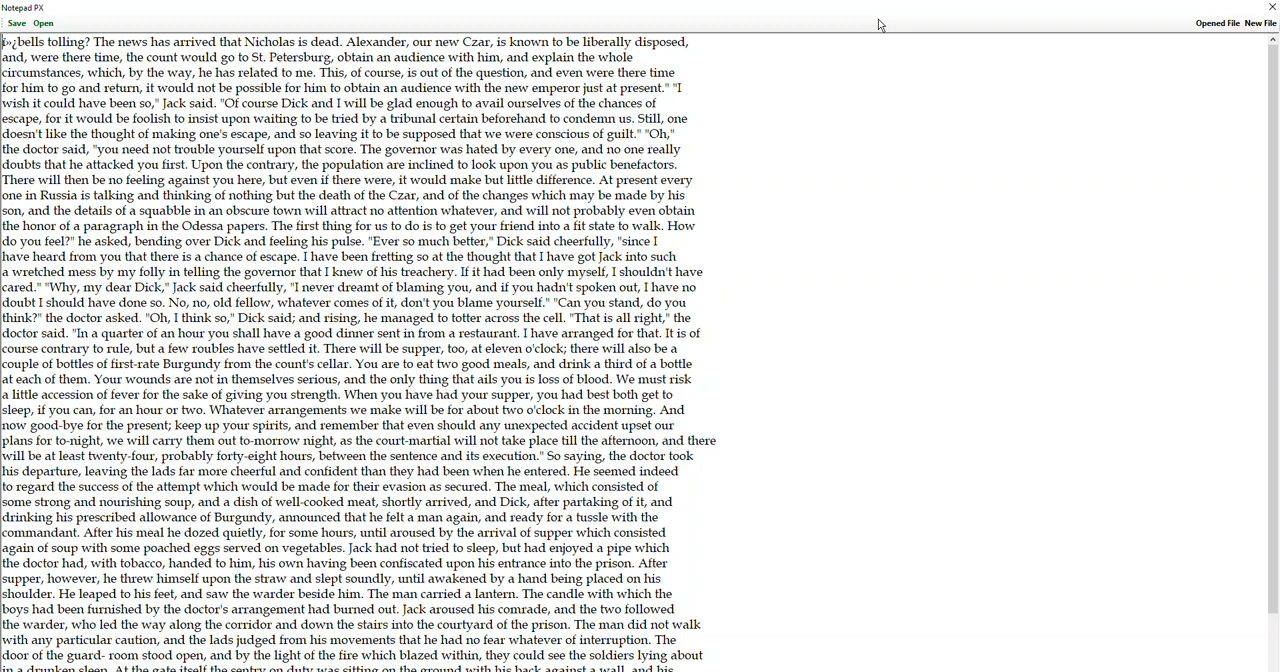 Notepad PX
Save Open
Opened File New File
ï»¿bells tolling? The news has arrived that Nicholas is dead. Alexander, our new Czar, is known to be liberally disposed,
and, were there time, the count would go to St. Petersburg, obtain an audience with him, and explain the whole
circumstances, which, by the way, he has related to me. This, of course, is out of the question, and even were there time
for him to go and return, it would not be possible for him to obtain an audience with the new emperor just at present." "I
wish it could have been so," Jack said. "Of course Dick and I will be glad enough to avail ourselves of the chances of
escape, for it would be foolish to insist upon waiting to be tried by a tribunal certain beforehand to condemn us. Still, one
doesn't like the thought of making one's escape, and so leaving it to be supposed that we were conscious of guilt." "Oh,"
the doctor said, "you need not trouble yourself upon that score. The governor was hated by every one, and no one really
doubts that he attacked you first. Upon the contrary, the population are inclined to look upon you as public benefactors.
There will then be no feeling against you here, but even if there were, it would make but little difference. At present every
one in Russia is talking and thinking of nothing but the death of the Czar, and of the changes which may be made by his
son, and the details of a squabble in an obscure town will attract no attention whatever, and will not probably even obtain
the honor of a paragraph in the Odessa papers. The first thing for us to do is to get your friend into a fit state to walk. How
do you feel?" he asked, bending over Dick and feeling his pulse. "Ever so much better," Dick said cheerfully, "since I
have heard from you that there is a chance of escape. I have been fretting so at the thought that I have got Jack into such
a wretched mess by my folly in telling the governor that I knew of his treachery. If it had been only myself, I shouldn't have
cared." "Why, my dear Dick," Jack said cheerfully, "I never dreamt of blaming you, and if you hadn't spoken out, I have no
doubt I should have done so. No, no, old fellow, whatever comes of it, don't you blame yourself." "Can you stand, do you
think?" the doctor asked. "Oh, I think so," Dick said; and rising, he managed to totter across the cell. "That is all right," the
doctor said. "In a quarter of an hour you shall have a good dinner sent in from a restaurant. I have arranged for that. It is of
course contrary to rule, but a few roubles have settled it. There will be supper, too, at eleven o'clock; there will also be a
couple of bottles of first-rate Burgundy from the count's cellar. You are to eat two good meals, and drink a third of a bottle
at each of them. Your wounds are not in themselves serious, and the only thing that ails you is loss of blood. We must risk
a little accession of fever for the sake of giving you strength. When you have had your supper, you had best both get to
sleep, if you can, for an hour or two. Whatever arrangements we make will be for about two o'clock in the morning. And
now good-bye for the present; keep up your spirits, and remember that even should any unexpected accident upset our
plans for to-night, we will carry them out to-morrow night, as the court-martial will not take place till the afternoon, and there
will be at least twenty-four, probably forty-eight hours, between the sentence and its execution." So saying, the doctor took
his departure, leaving the lads far more cheerful and confident than they had been when he entered. He seemed indeed
to regard the success of the attempt which would be made for their evasion as secured. The meal, which consisted of
some strong and nourishing soup, and a dish of well-cooked meat, shortly arrived, and Dick, after partaking of it, and
drinking his prescribed allowance of Burgundy, announced that he felt a man again, and ready for a tussle with the
commandant. After his meal he dozed quietly, for some hours, until aroused by the arrival of supper which consisted
again of soup with some poached eggs served on vegetables. Jack had not tried to sleep, but had enjoyed a pipe which
the doctor had, with tobacco, handed to him, his own having been confiscated upon his entrance into the prison. After
supper, however, he threw himself upon the straw and slept soundly, until awakened by a hand being placed on his
shoulder. He leaped to his feet, and saw the warder beside him. The man carried a lantern. The candle with which the
boys had been furnished by the doctor's arrangement had burned out. Jack aroused his comrade, and the two followed
the warder, who led the way along the corridor and down the stairs into the courtyard of the prison. The man did not walk
with any particular caution, and the lads judged from his movements that he had no fear whatever of interruption. The
door of the guard- room stood open, and by the light of the fire which blazed within, they could see the soldiers lying about
in a drunken sleep. At the gate itself the sentry on duty was sitting on the ground with his back against a wall, and his